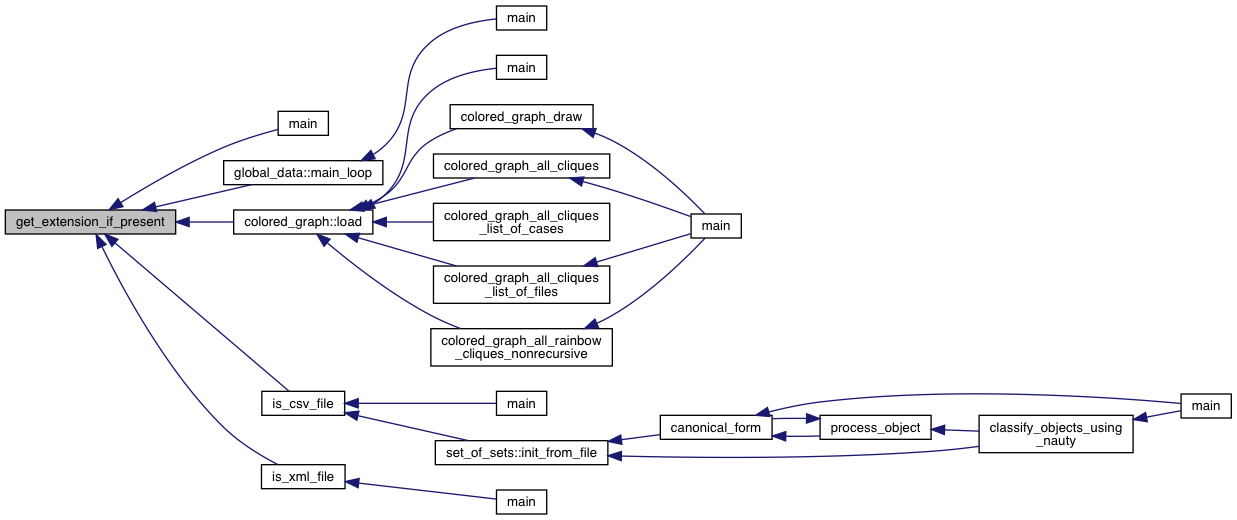 main
main
colored_graph_draw
main
global_data::main_loop
colored_graph_all_cliques
get_extension_if_present
colored_graph::load
colored_graph_all_cliques
_list_of_cases
main
colored_graph_all_cliques
_list_of_files
colored_graph_all_rainbow
_cliques_nonrecursive
is_csv_file
main
main
canonical_form
process_object
classify_objects_using
_nauty
set_of_sets::init_from_file
is_xml_file
main